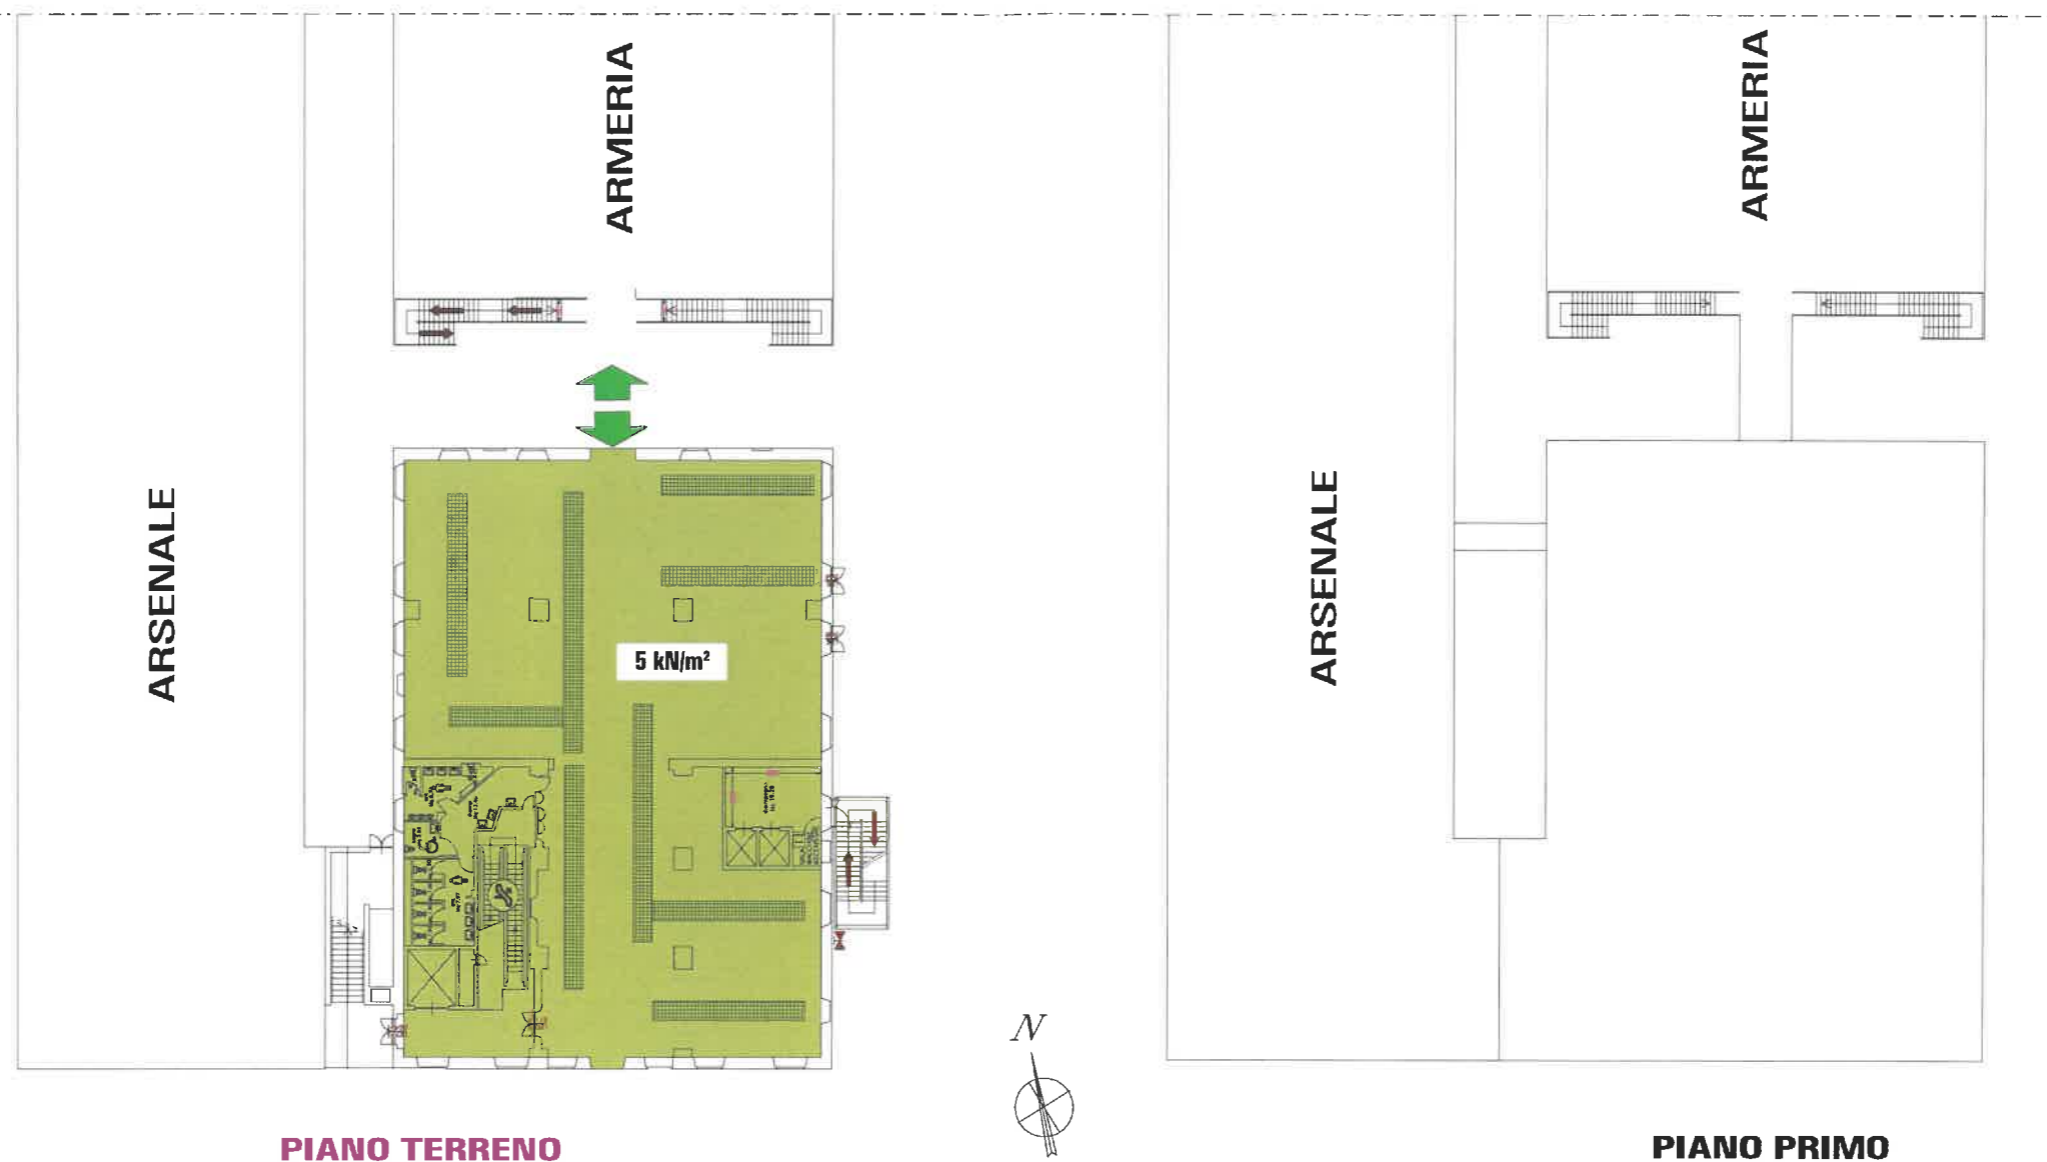 ARMERIA
ARMERIA
ARSENALE
ARSENALE
5 kN/m²
N
PIANO TERRENO
PIANO PRIMO